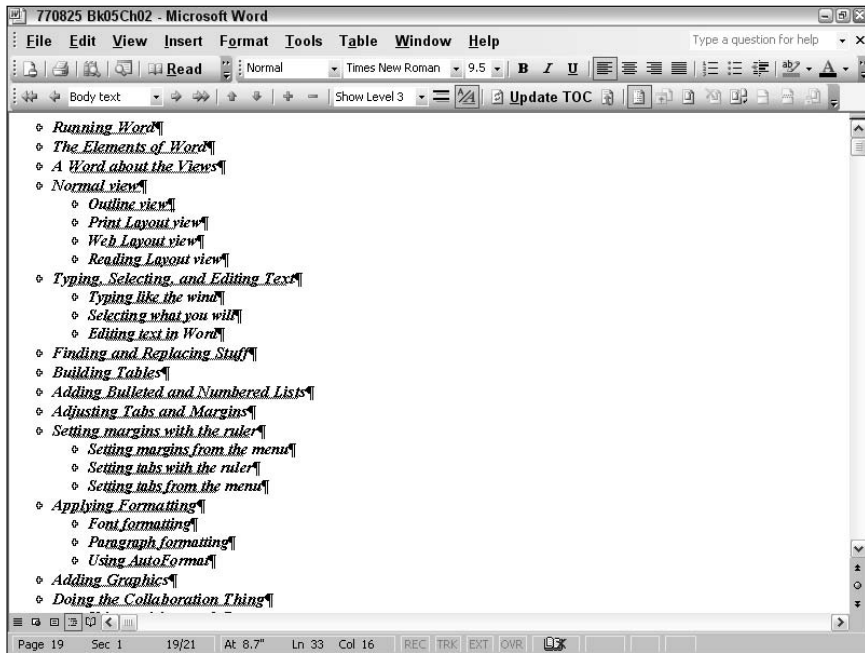 770825 Bk05Ch02 - Microsoft Word
File Edit View Insert Format Tools Table Window Help Type a question for help
Read Normal Times New Roman 9.5 B I U A
Body text Show Level 3 Update TOC
Running Word¶
The Elements of Word¶
A Word about the Views¶
Normal view¶
Outline view¶
Print Layout view¶
Web Layout view¶
Reading Layout view¶
Typing, Selecting, and Editing Text¶
Typing like the wind¶
Selecting what you will¶
Editing text in Word¶
Finding and Replacing Stuff¶
Building Tables¶
Adding Bulleted and Numbered Lists¶
Adjusting Tabs and Margins¶
Setting margins with the ruler¶
Setting margins from the menu¶
Setting tabs with the ruler¶
Setting tabs from the menu¶
Applying Formatting¶
Font formatting¶
Paragraph formatting¶
Using AutoFormat¶
Adding Graphics¶
Doing the Collaboration Thing¶
Page 19 Sec 1 19/21 At 8.7" Ln 33 Col 16 REC TRK EXT OVR